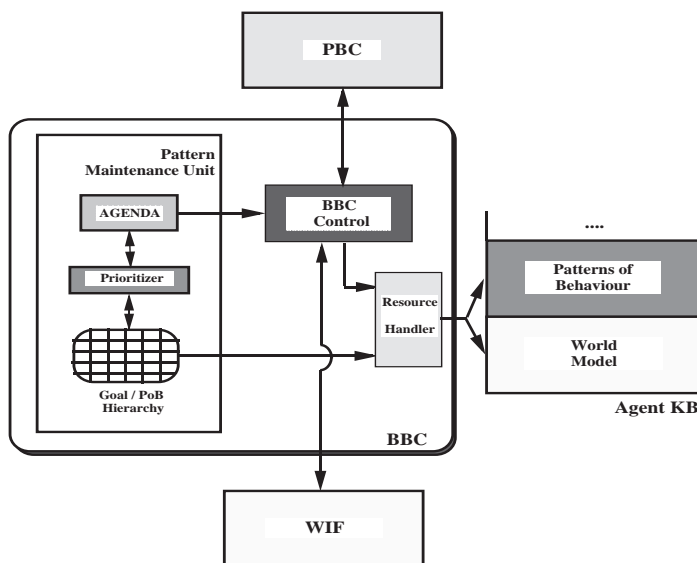 PBC
Pattern
Maintenance Unit
AGENDA
BBC
Control
....
Prioritizer
Patterns of
Behaviour
Resource
Handler
World
Model
Goal / PoB
Hierarchy
Agent KB
BBC
WIF